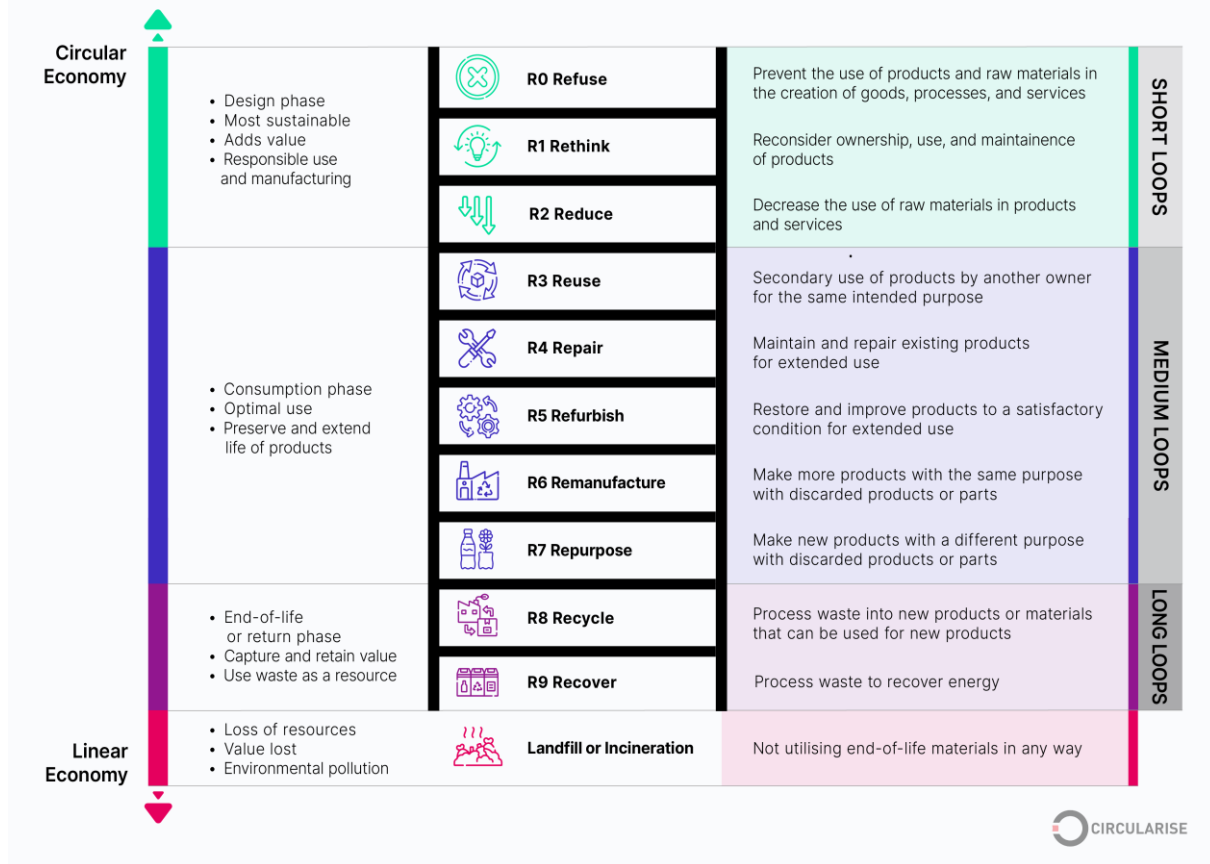 Circular
Economy
• Design phase
• Most sustainable
• Adds value
• Responsible use
and manufacturing
R0 Refuse
Prevent the use of products and raw materials in
the creation of goods, processes, and services
R1 Rethink
Reconsider ownership, use, and maintainence
of products
R2 Reduce
Decrease the use of raw materials in products
and services
SHORT LOOPS
• Consumption phase
• Optimal use
• Preserve and extend
life of products
R3 Reuse
Secondary use of products by another owner
for the same intended purpose
R4 Repair
Maintain and repair existing products
for extended use
R5 Refurbish
Restore and improve products to a satisfactory
condition for extended use
R6 Remanufacture
Make more products with the same purpose
with discarded products or parts
R7 Repurpose
Make new products with a different purpose
with discarded products or parts
MEDIUM LOOPS
• End-of-life
or return phase
• Capture and retain value
• Use waste as a resource
R8 Recycle
Process waste into new products or materials
that can be used for new products
R9 Recover
Process waste to recover energy
LONG LOOPS
Linear
Economy
• Loss of resources
• Value lost
• Environmental pollution
Landfill or Incineration
Not utilising end-of-life materials in any way
CIRCULARISE